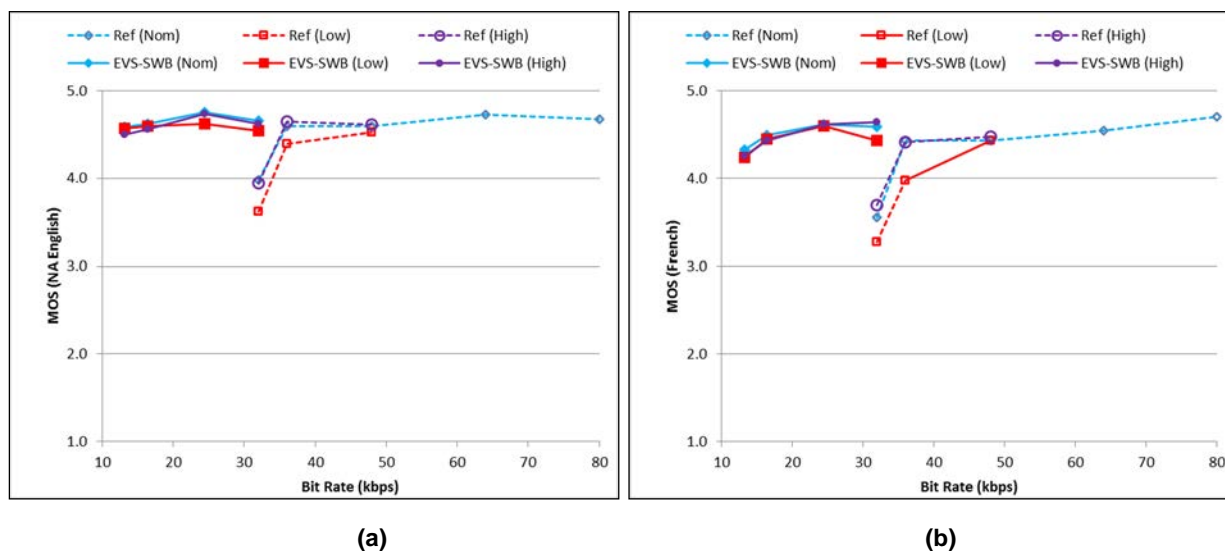 Ref (Nom) Ref (Low) Ref (High)
EVS-SWB (Nom) EVS-SWB (Low) EVS-SWB (High)
5.0
4.0
3.0
2.0
1.0
MOS (NA English)
10 20 30 40 50 60 70 80
Bit Rate (kbps)
(a)
Ref (Nom) Ref (Low) Ref (High)
EVS-SWB (Nom) EVS-SWB (Low) EVS-SWB (High)
5.0
4.0
3.0
2.0
1.0
MOS (French)
10 20 30 40 50 60 70 80
Bit Rate (kbps)
(b)